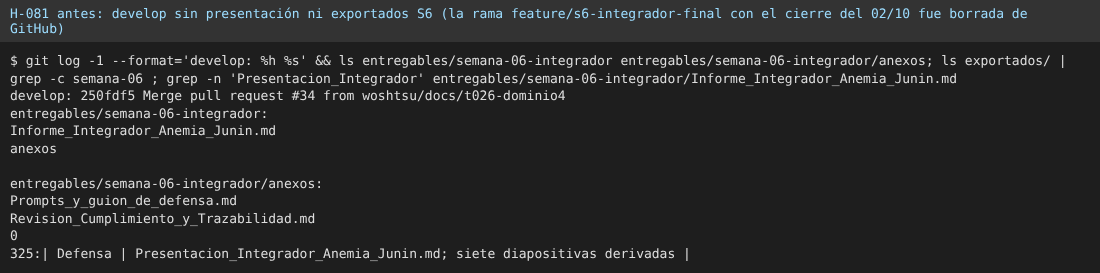 H-081 antes: develop sin presentación ni exportados S6 (la rama feature/s6-integrador-final con el cierre del 02/10 fue borrada de
GitHub)
$ git log -1 --format='develop: %h %s' && ls entregables/semana-06-integrador entregables/semana-06-integrador/anexos; ls exportados/ |
grep -c semana-06 ; grep -n 'Presentacion_Integrador' entregables/semana-06-integrador/Informe_Integrador_Anemia_Junin.md
develop: 250fdf5 Merge pull request #34 from woshtsu/docs/t026-dominio4
entregables/semana-06-integrador:
Informe_Integrador_Anemia_Junin.md
anexos

entregables/semana-06-integrador/anexos:
Prompts_y_guion_de_defensa.md
Revision_Cumplimiento_y_Trazabilidad.md
0
325:| Defensa | Presentacion_Integrador_Anemia_Junin.md; siete diapositivas derivadas |